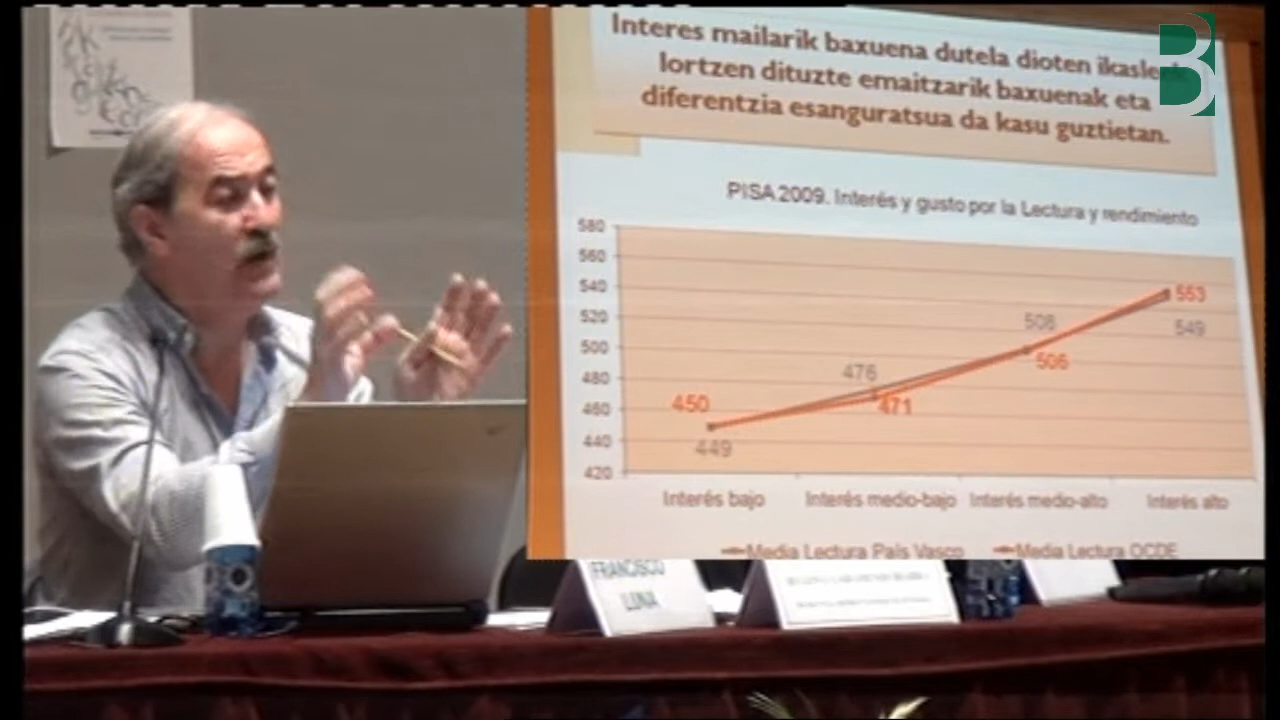 Interes mailarik baxuena dutela dioten
lortzen dituzte emaitzarik baxuenak eta
diferentzia esanguratsua da kasu guztietan.
B
PISA 2009. Interés y gusto por la Lectura y rendimiento
580
560
540
520
500
480
460
440
420
450
449
476
471
508
506
553
549
Interés bajo
Interés medio-bajo
Interés medio-alto
Interés alto
Media Lectura País Vasco
Media Lectura OCDE
FRANCISCO
LUNA